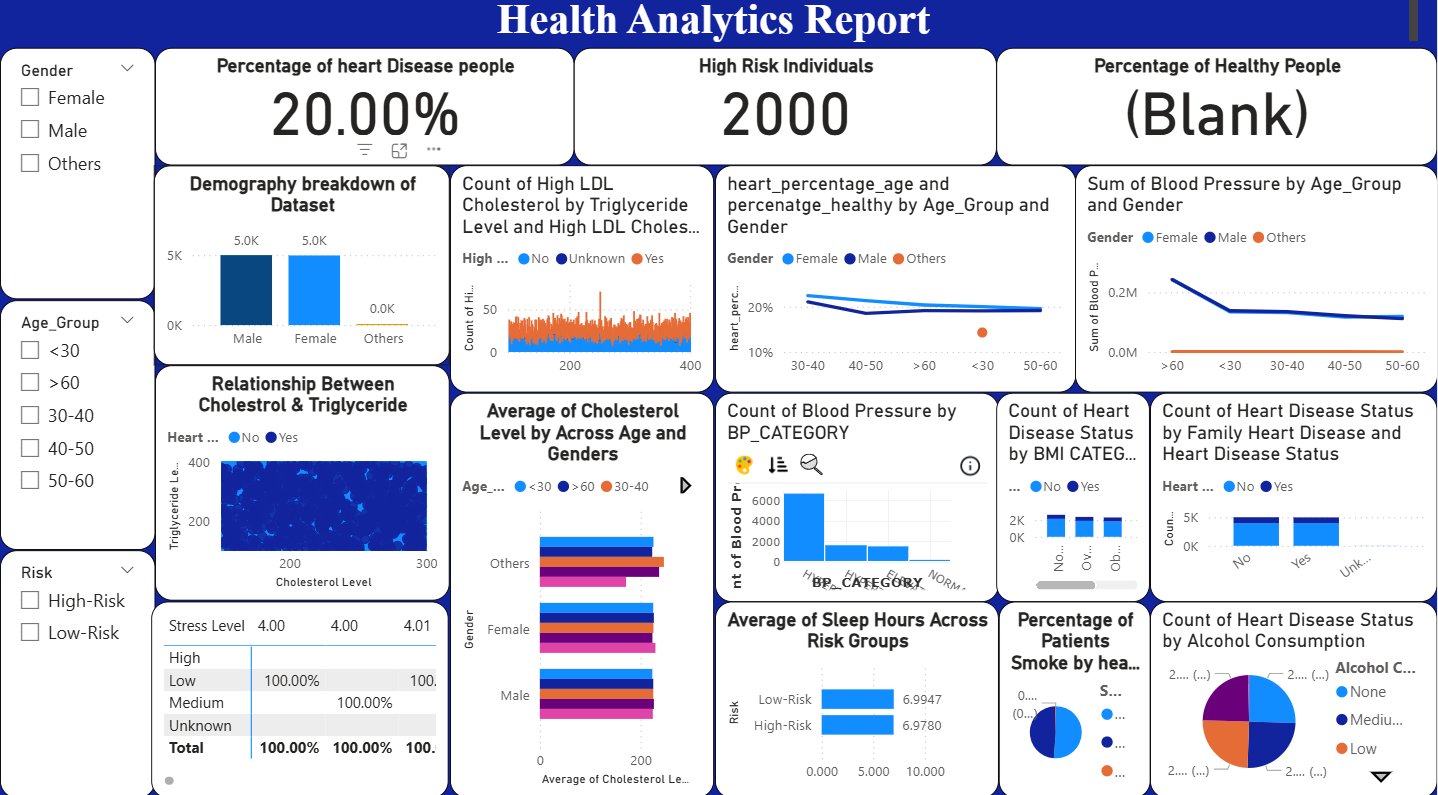 Health Analytics Report
Gender
Female
Male
Others
Percentage of heart Disease people
20.00%
High Risk Individuals
2000
Percentage of Healthy People
(Blank)
Age_Group
<30
>60
30-40
40-50
50-60
Risk
High-Risk
Low-Risk
Demography breakdown of
Dataset
5.0K
5.0K
0.0K
5K
0K
Male Female Others
Count of High LDL
Cholesterol by Triglyceride
Level and High LDL Choles...
High ... No Unknown Yes
Count of Hi...
50
0
200 400
heart_percentage_age and
percenatge_healthy by Age_Group and
Gender
Gender Female Male Others
heart_perc...
20%
10%
30-40 40-50 >60 <30 50-60
Sum of Blood Pressure by Age_Group
and Gender
Gender Female Male Others
Sum of Blood P...
0.2M
0.0M
>60 <30 30-40 40-50 50-60
Relationship Between
Cholestrol & Triglyceride
Heart ... No Yes
Triglyceride Le...
400
200
200 300
Cholesterol Level
Average of Cholesterol
Level by Across Age and
Genders
Age_... <30 >60 30-40
Gender
Others
Female
Male
0 200
Average of Cholesterol Le...
Count of Blood Pressure by
BP_CATEGORY
nt of Blood Pr
6000
4000
2000
0
NORM
BP_CATEGORY
Count of Heart
Disease Status
by BMI CATEG...
... No Yes
2K
0K
No... Ov... Ob...
Count of Heart Disease Status
by Family Heart Disease and
Heart Disease Status
Heart ... No Yes
Coun...
5K
0K
No Yes Unk...
Stress Level 4.00 4.00 4.01
High
Low 100.00% 100.
Medium 100.00%
Unknown
Total 100.00% 100.00% 100.
Average of Sleep Hours Across
Risk Groups
Risk
Low-Risk 6.9947
High-Risk 6.9780
0.000 5.000 10.000
Percentage of
Patients
Smoke by hea...
S...
0....
(0...)
...
...
...
Count of Heart Disease Status
by Alcohol Consumption
2.... (...) 2.... (...)
2.... (...) 2.... (...)
Alcohol C...
None
Mediu...
Low